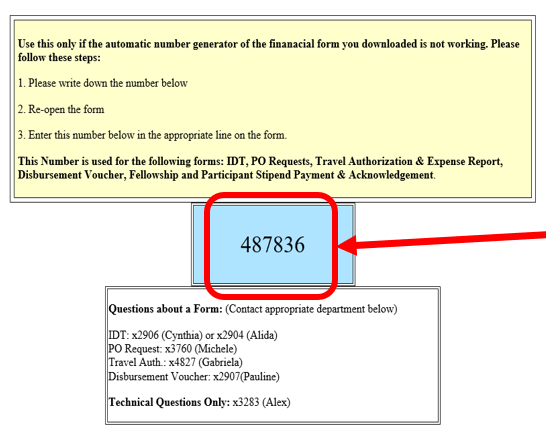 Use this only if the automatic number generator of the finanacial form you downloaded is not working. Please
follow these steps:
1. Please write down the number below
2. Re-open the form
3. Enter this number below in the appropriate line on the form.
This Number is used for the following forms: IDT, PO Requests, Travel Authorization & Expense Report,
Disbursement Voucher, Fellowship and Participant Stipend Payment & Acknowledgement.
487836
Questions about a Form: (Contact appropriate department below)
IDT: x2906 (Cynthia) or x2904 (Alida)
PO Request: x3760 (Michele)
Travel Auth.: x4827 (Gabriela)
Disbursement Voucher: x2907(Pauline)
Technical Questions Only: x3283 (Alex)